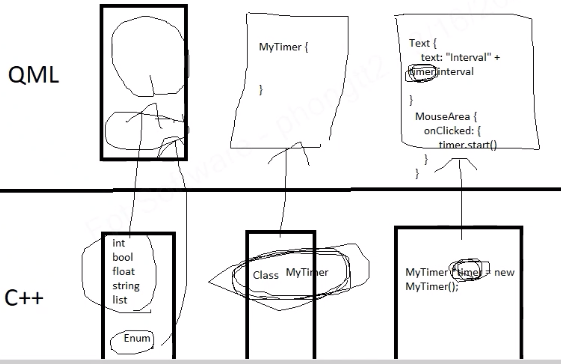 QML
MyTimer {
}
Text {
text: "Interval" +
timer.interval
}
MouseArea {
onClicked: {
timer.start()
}
}
C++
int
bool
float
string
list
Enum
Class MyTimer
MyTimer *timer = new
MyTimer();